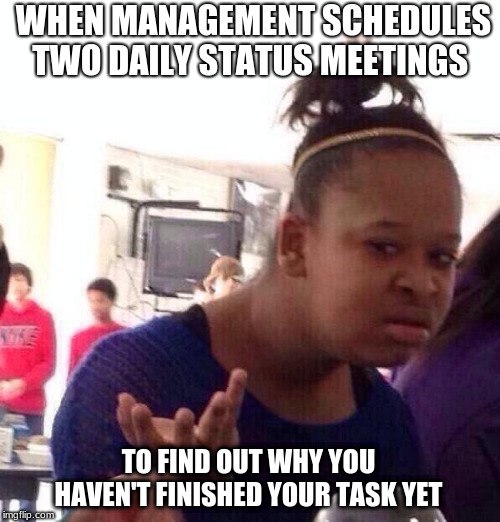 WHEN MANAGEMENT SCHEDULES
TWO DAILY STATUS MEETINGS
TO FIND OUT WHY YOU
HAVEN'T FINISHED YOUR TASK YET
imgflip.com